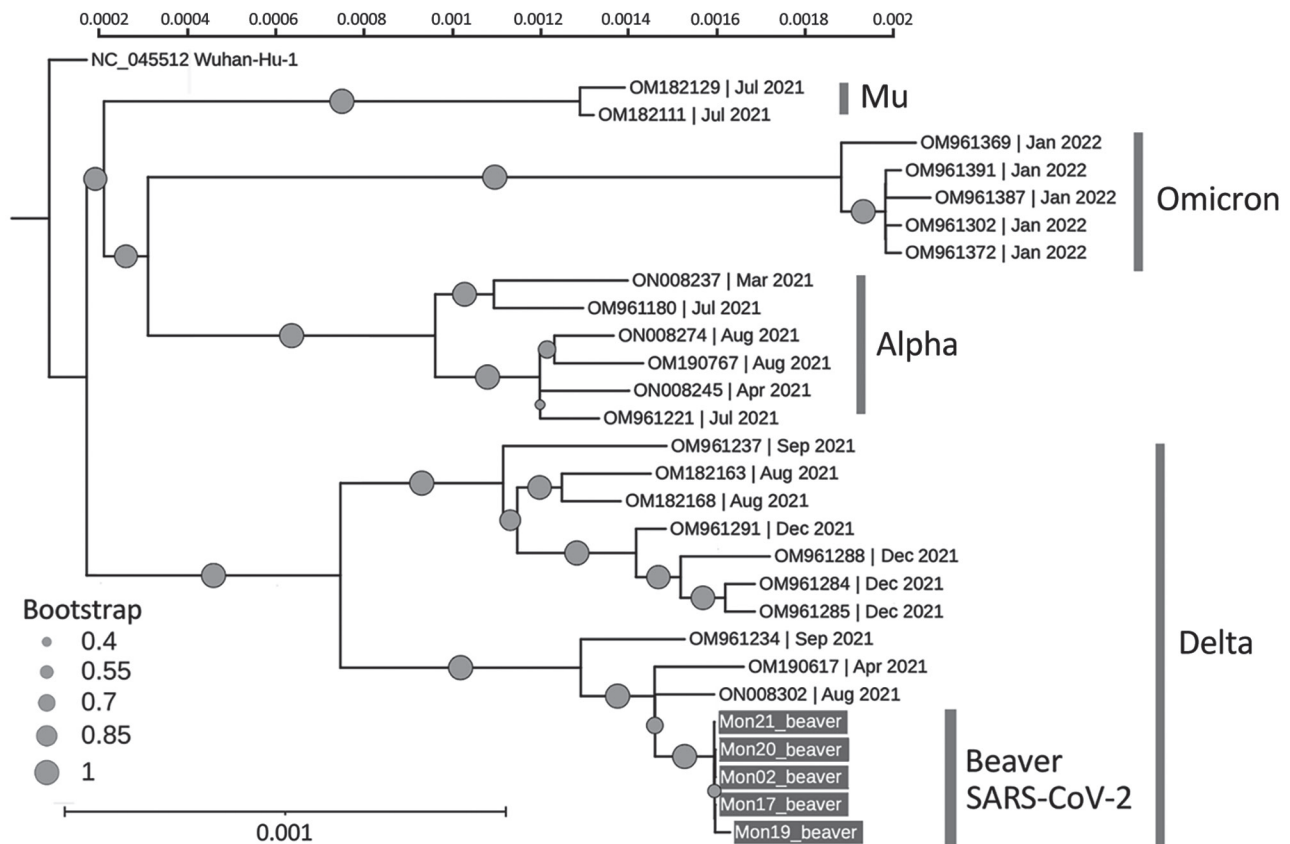 0.0002 0.0004 0.0006 0.0008 0.001 0.0012 0.0014 0.0016 0.0018 0.002
NC_045512 Wuhan-Hu-1
OM182129 | Jul 2021
OM182111 | Jul 2021
Mu
OM961369 | Jan 2022
OM961391 | Jan 2022
OM961387 | Jan 2022
OM961302 | Jan 2022
OM961372 | Jan 2022
Omicron
ON008237 | Mar 2021
OM961180 | Jul 2021
ON008274 | Aug 2021
OM190767 | Aug 2021
ON008245 | Apr 2021
OM961221 | Jul 2021
Alpha
OM961237 | Sep 2021
OM182163 | Aug 2021
OM182168 | Aug 2021
OM961291 | Dec 2021
OM961288 | Dec 2021
OM961284 | Dec 2021
OM961285 | Dec 2021
OM961234 | Sep 2021
OM190617 | Apr 2021
ON008302 | Aug 2021
Mon21_beaver
Mon20_beaver
Mon02_beaver
Mon17_beaver
Mon19_beaver
Beaver
SARS-CoV-2
Delta
Bootstrap
0.4
0.55
0.7
0.85
1
0.001